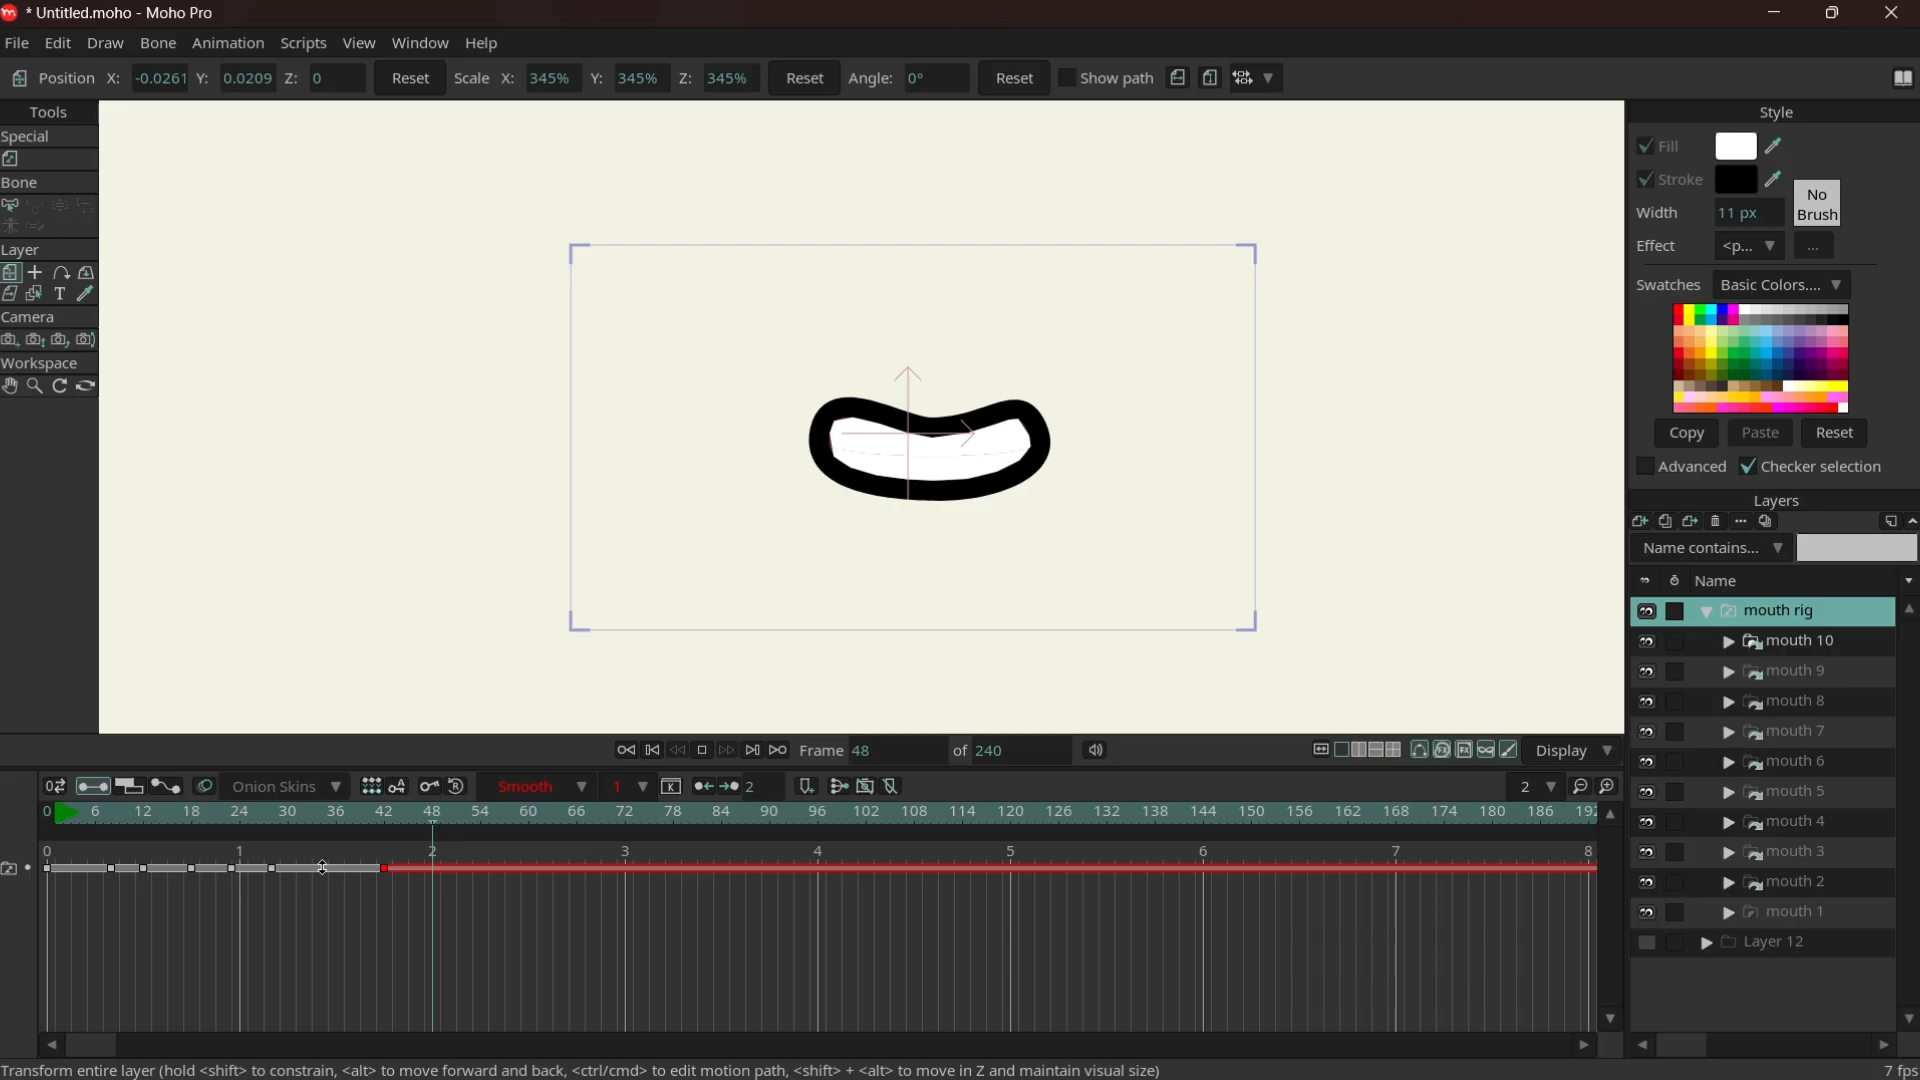 * Untitled.moho - Moho Pro
File Edit Draw Bone Animation Scripts View Window Help
Position X: -0.0261 Y: 0.0209 Z: 0 Reset Scale X: 345% Y: 345% Z: 345% Reset Angle: 0° Reset Show path
Tools
Special
Bone
Layer
T
Camera
Workspace
Style
Fill
Stroke
No Brush
Width 11 px
Effect <p... ...
Swatches Basic Colors....
Copy Paste Reset
Advanced Checker selection
Layers
Name contains...
Name
mouth rig
mouth 10
mouth 9
mouth 8
mouth 7
mouth 6
mouth 5
mouth 4
mouth 3
mouth 2
mouth 1
Layer 12
Frame 48 of 240 Display
Onion Skins Smooth 1 2 2
0 6 12 18 24 30 36 42 48 54 60 66 72 78 84 90 96 102 108 114 120 126 132 138 144 150 156 162 168 174 180 186 192
0 1 2 3 4 5 6 7 8
Transform entire layer (hold <shift> to constrain, <alt> to move forward and back, <ctrl/cmd> to edit motion path, <shift> + <alt> to move in Z and maintain visual size)
7 fps